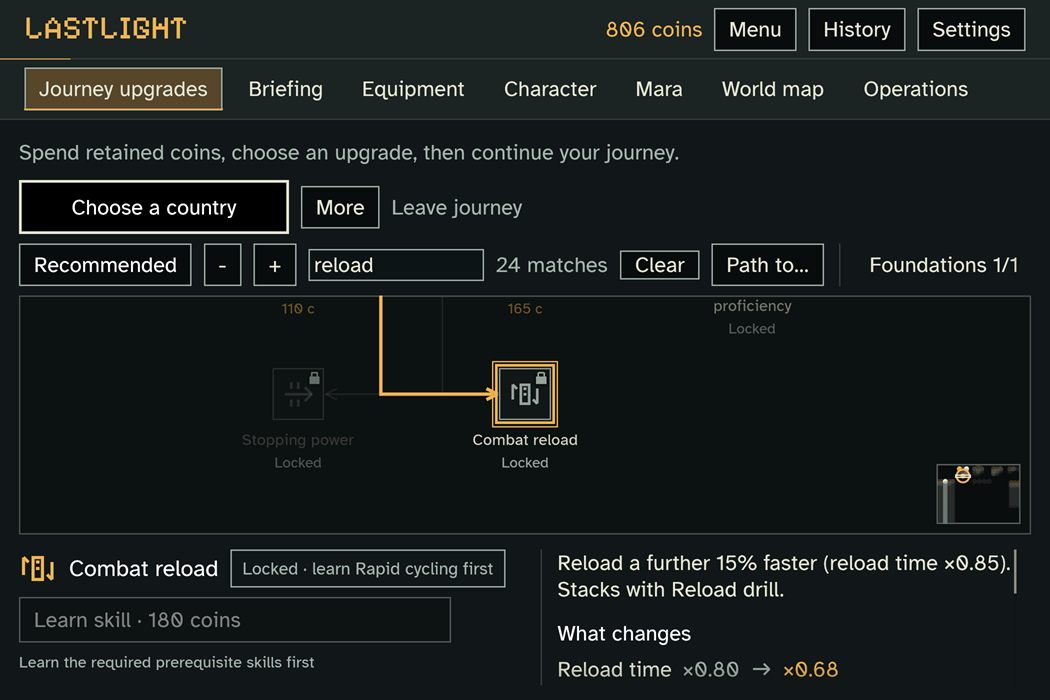 LASTLIGHT
806 coins Menu History Settings
Journey upgrades Briefing Equipment Character Mara World map Operations
Spend retained coins, choose an upgrade, then continue your journey.
Choose a country More Leave journey
Recommended - + reload 24 matches Clear Path to... Foundations 1/1
110 c 165 c proficiency
Locked
Stopping power Combat reload
Locked Locked
Combat reload Locked · learn Rapid cycling first
Learn skill · 180 coins
Learn the required prerequisite skills first
Reload a further 15% faster (reload time ×0.85).
Stacks with Reload drill.
What changes
Reload time ×0.80 → ×0.68